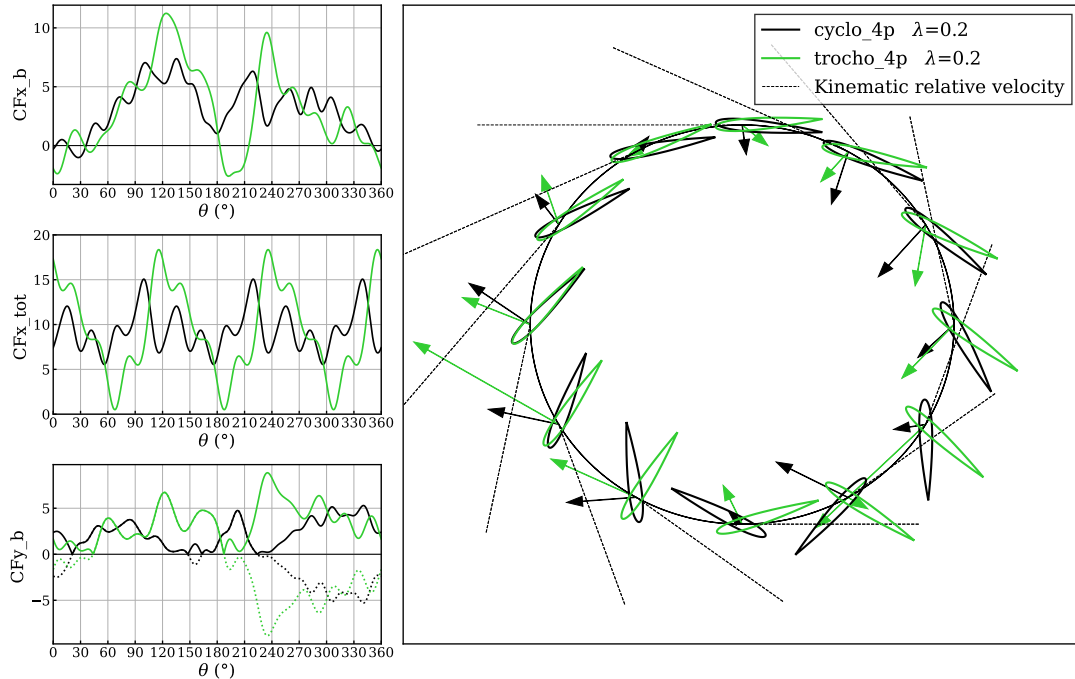 CFx_b
10
5
0
0 30 60 90 120 150 180 210 240 270 300 330 360
θ (°)
CFx_tot
20
15
10
5
0
0 30 60 90 120 150 180 210 240 270 300 330 360
θ (°)
CFy_b
5
0
−5
0 30 60 90 120 150 180 210 240 270 300 330 360
θ (°)
cyclo_4p λ=0.2
trocho_4p λ=0.2
Kinematic relative velocity